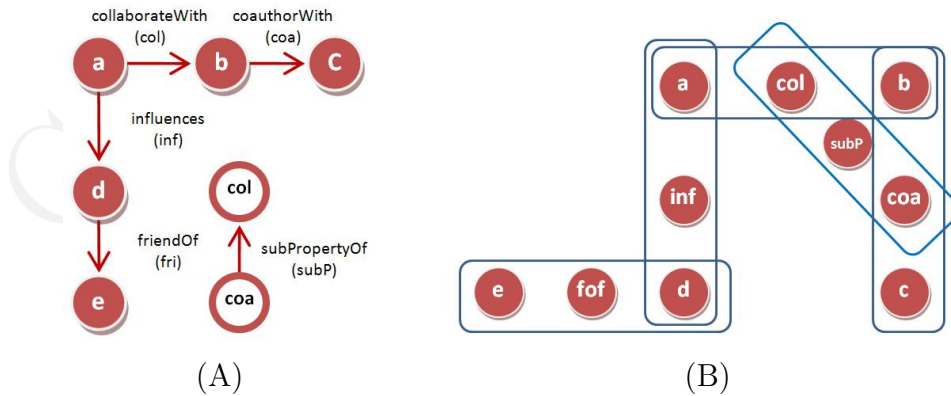 collaborateWith
(col)
coauthorWith
(coa)
a
b
C
influences
(inf)
d
col
friendOf
(fri)
subPropertyOf
(subP)
e
coa
(A)
a
col
b
subP
inf
coa
e
fof
d
c
(B)